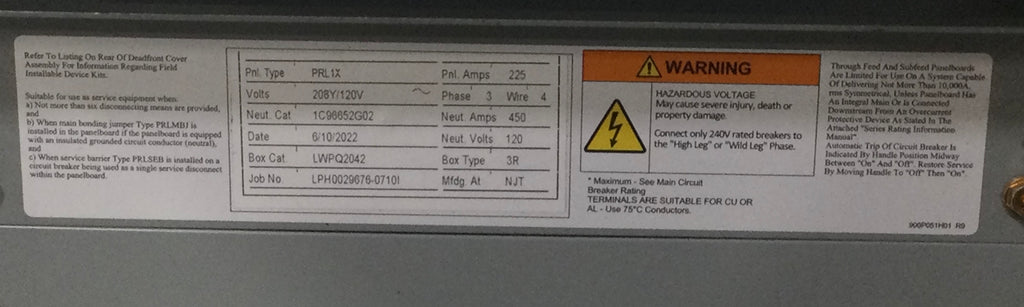 Refer To Listing On Rear Of Deadfront Cover
Assembly For Information Regarding Field
Installable Device Kits.
Suitable for use as service equipment when:
a) Not more than six disconnecting means are provided,
and
b) When main bonding jumper Type PRLMBJ is
installed in the panelboard if the panelboard is equipped
with an insulated grounded circuit conductor (neutral),
and
c) When service barrier Type PRLSEB is installed on a
circuit breaker being used as a single service disconnect
within the panelboard.
Pnl. Type PRL1X Pnl. Amps 225
Volts 208Y/120V ~ Phase 3 Wire 4
Neut. Cat 1C96652G02 Neut. Amps 450
Date 6/10/2022 Neut. Volts 120
Box Cat. LWPQ2042 Box Type 3R
Job No. LPH0029676-0710I Mfdg At NJT
WARNING
HAZARDOUS VOLTAGE
May cause severe injury, death or
property damage.
Connect only 240V rated breakers to
the "High Leg" or "Wild Leg" Phase.
* Maximum - See Main Circuit
Breaker Rating
TERMINALS ARE SUITABLE FOR CU OR
AL - Use 75°C Conductors.
Through Feed And Subfeed Panelboards
Are Limited For Use On A System Capable
Of Delivering Not More Than 10,000A.
rms Symmetrical, Unless Panelboard Has
An Integral Main Or Is Connected
Downstream From An Overcurrent
Protective Device As Stated In The
Attached "Series Rating Information
Manual"
Automatic Trip Of Circuit Breaker Is
Indicated By Handle Position Midway
Between "On" And "Off". Restore Service
By Moving Handle To "Off" Then "On".
900P051H01 R9